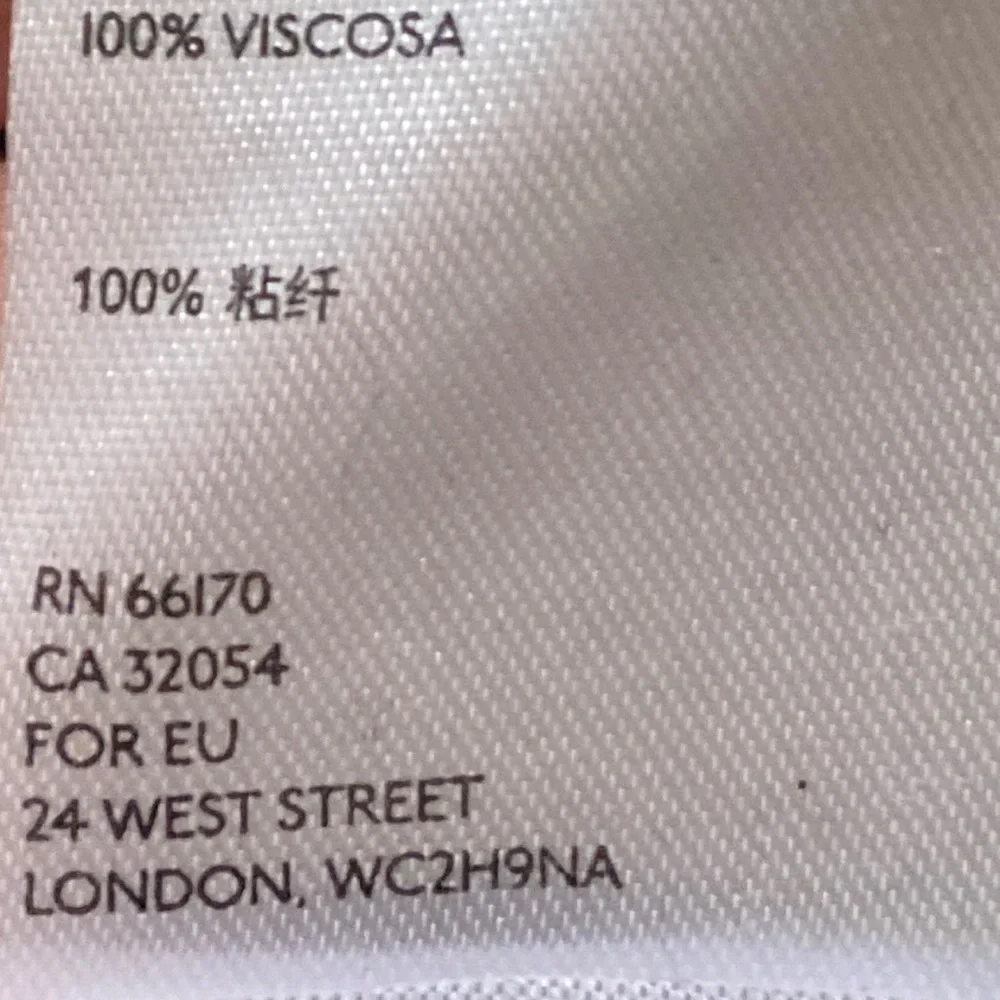 100% VISCOSA
100% 粘纤
RN 66170
CA 32054
FOR EU
24 WEST STREET
LONDON, WC2H9NA